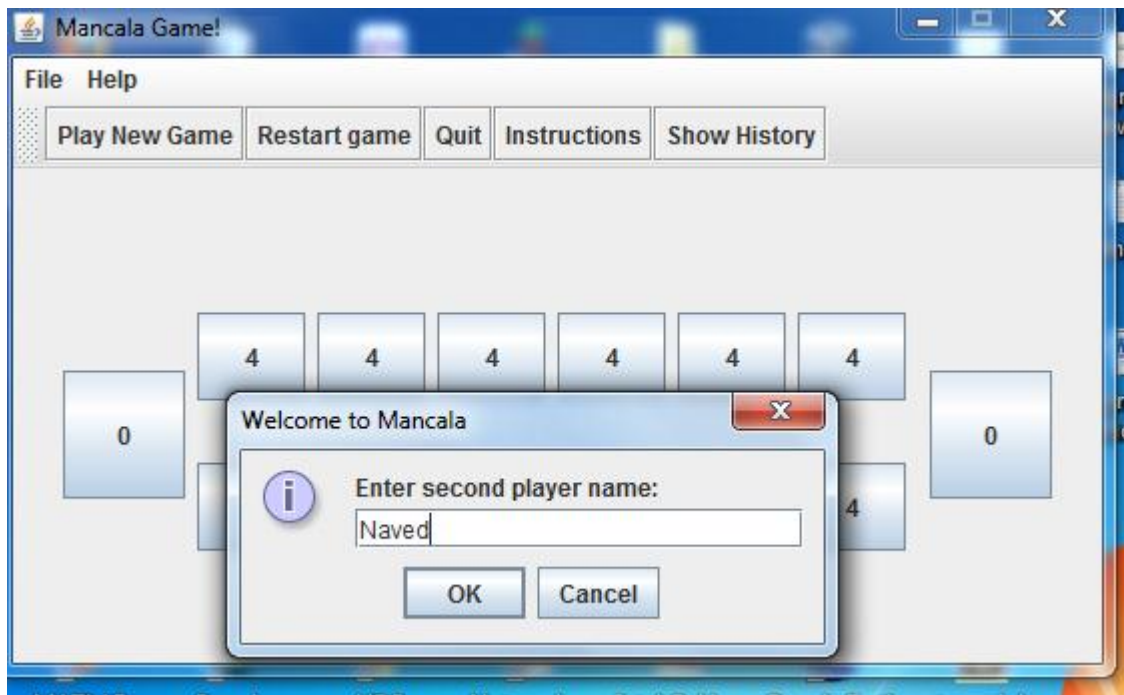 Mancala Game!
File Help
Play New Game Restart game Quit Instructions Show History
4 4 4 4 4 4
0 0
Welcome to Mancala
Enter second player name:
4
Naved
OK Cancel